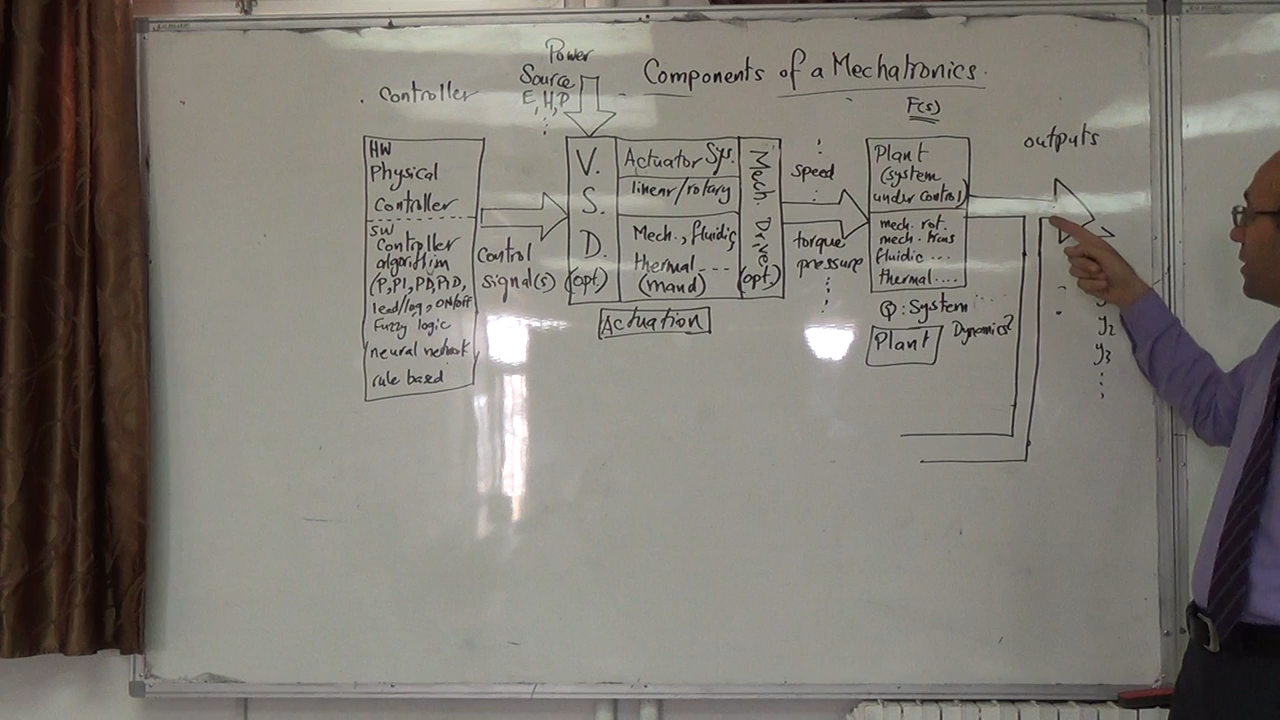 Components of a Mechatronics.
Power
Source
E, H, P
Controller
HW
Physical
Controller
SW
Controller
algorithm
(P, PI, PD, PID,
lead/lag, ON/off
Fuzzy logic
neural network
rule based
Control
signal(s)
V.
S.
D.
(opt.)
Actuator Sys.
linear/rotary
Mech., fluidic,
thermal ....
(mand)
Mech. Drive
(opt.)
Actuation
speed
torque
pressure
F(s)
Plant
(system
under control)
mech. rot.
mech. trans
fluidic ...
thermal ....
Q: System
Dynamics?
Plant
outputs
y2
y3